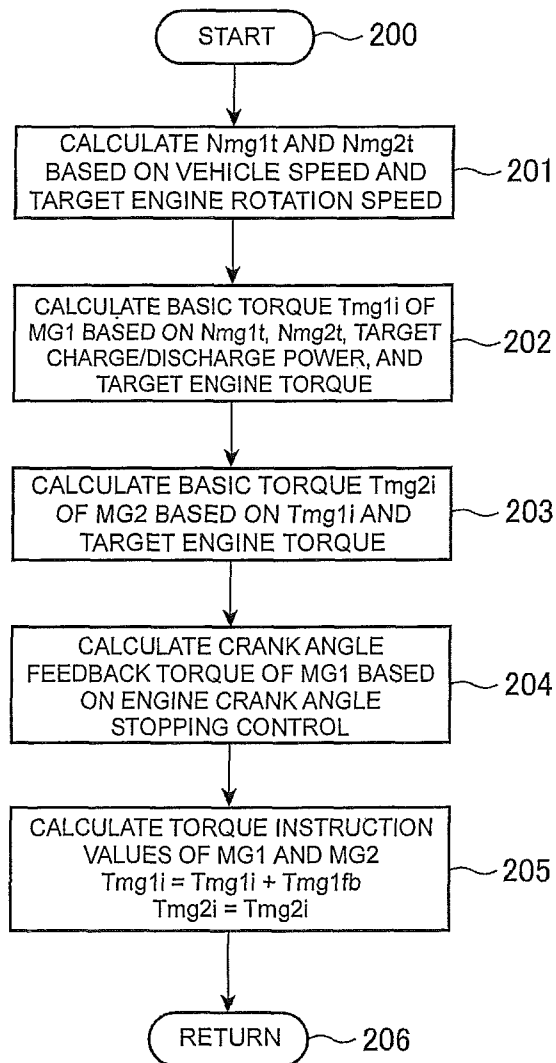 START
200
CALCULATE Nmg1t AND Nmg2t
BASED ON VEHICLE SPEED AND
TARGET ENGINE ROTATION SPEED
201
CALCULATE BASIC TORQUE Tmg1i OF
MG1 BASED ON Nmg1t, Nmg2t, TARGET
CHARGE/DISCHARGE POWER, AND
TARGET ENGINE TORQUE
202
CALCULATE BASIC TORQUE Tmg2i
OF MG2 BASED ON Tmg1i AND
TARGET ENGINE TORQUE
203
CALCULATE CRANK ANGLE
FEEDBACK TORQUE OF MG1 BASED
ON ENGINE CRANK ANGLE
STOPPING CONTROL
204
CALCULATE TORQUE INSTRUCTION
VALUES OF MG1 AND MG2
Tmg1i = Tmg1i + Tmg1fb
Tmg2i = Tmg2i
205
RETURN
206